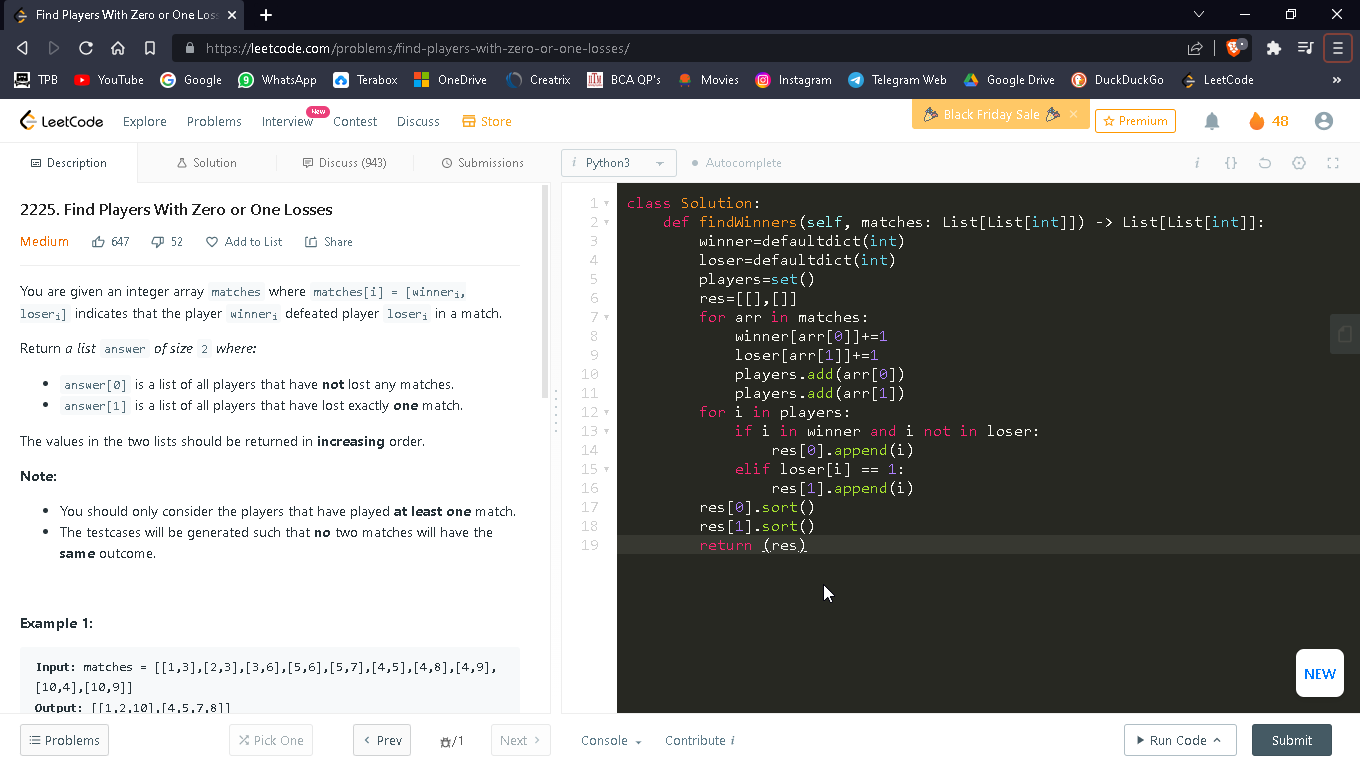 Find Players With Zero or One Los
https://leetcode.com/problems/find-players-with-zero-or-one-losses/
TPB YouTube Google WhatsApp Terabox OneDrive Creatrix BCA QP's Movies Instagram Telegram Web Google Drive DuckDuckGo LeetCode »
LeetCode Explore Problems Interview New Contest Discuss Store Black Friday Sale × Premium 48
Description Solution Discuss (943) Submissions i Python3 Autocomplete i {}
2225. Find Players With Zero or One Losses
Medium 647 52 Add to List Share
You are given an integer array matches where matches[i] = [winneri,
loseri] indicates that the player winneri defeated player loseri in a match.
Return a list answer of size 2 where:
• answer[0] is a list of all players that have not lost any matches.
• answer[1] is a list of all players that have lost exactly one match.
The values in the two lists should be returned in increasing order.
Note:
• You should only consider the players that have played at least one match.
• The testcases will be generated such that no two matches will have the
same outcome.
Example 1:
Input: matches = [[1,3],[2,3],[3,6],[5,6],[5,7],[4,5],[4,8],[4,9],
[10,4],[10,9]]
Output: [[1,2,10],[4,5,7,8]]
1 class Solution:
2 def findWinners(self, matches: List[List[int]]) -> List[List[int]]:
3 winner=defaultdict(int)
4 loser=defaultdict(int)
5 players=set()
6 res=[[],[]]
7 for arr in matches:
8 winner[arr[0]]+=1
9 loser[arr[1]]+=1
10 players.add(arr[0])
11 players.add(arr[1])
12 for i in players:
13 if i in winner and i not in loser:
14 res[0].append(i)
15 elif loser[i] == 1:
16 res[1].append(i)
17 res[0].sort()
18 res[1].sort()
19 return (res)
NEW
Problems Pick One Prev /1 Next Console Contribute i Run Code Submit